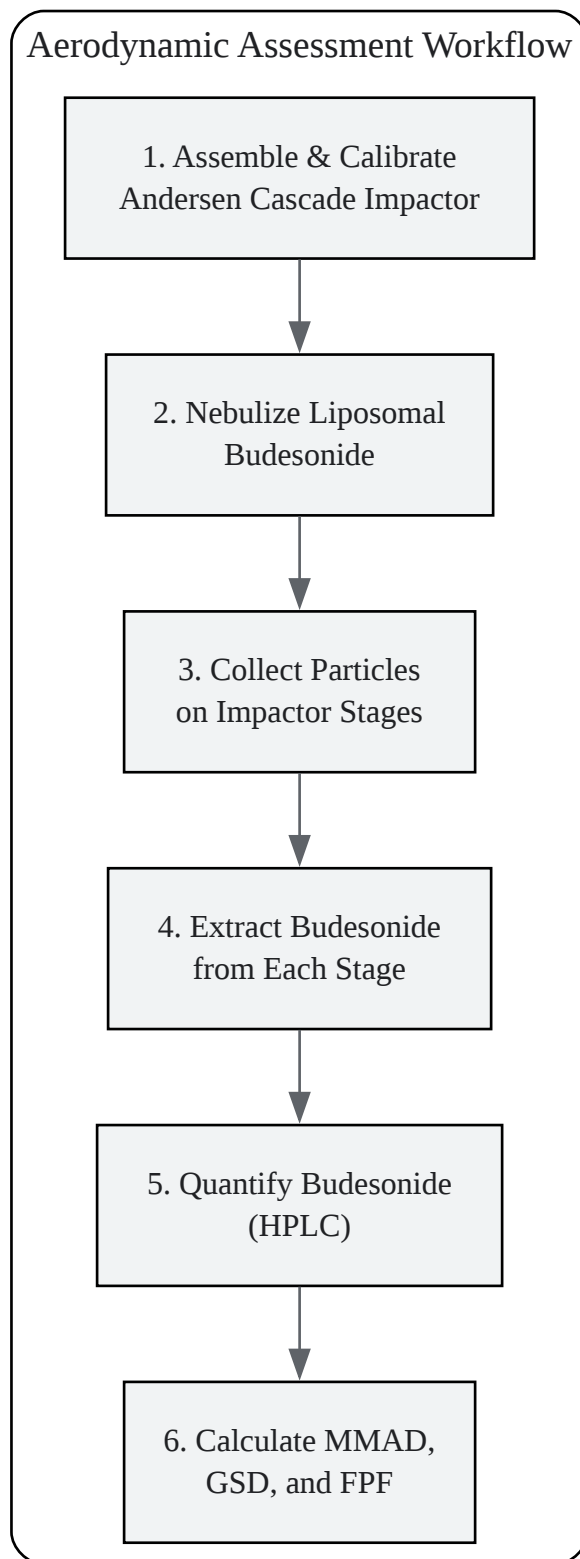 Aerodynamic Assessment Workflow
1. Assemble & Calibrate
Andersen Cascade Impactor
2. Nebulize Liposomal
Budesonide
3. Collect Particles
on Impactor Stages
4. Extract Budesonide
from Each Stage
5. Quantify Budesonide
(HPLC)
6. Calculate MMAD,
GSD, and FPF